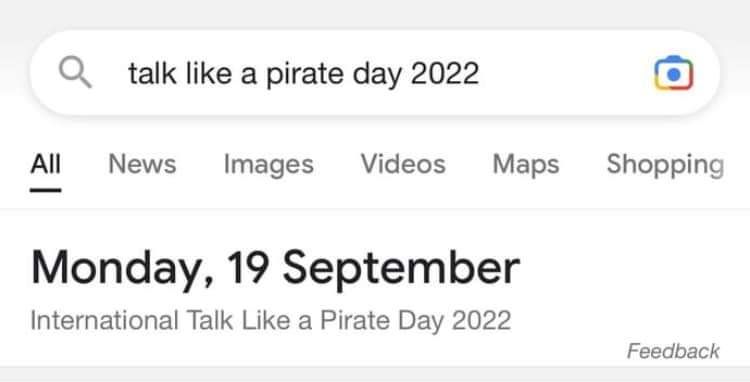 talk like a pirate day 2022
All News Images Videos Maps Shopping
Monday, 19 September
International Talk Like a Pirate Day 2022
Feedback